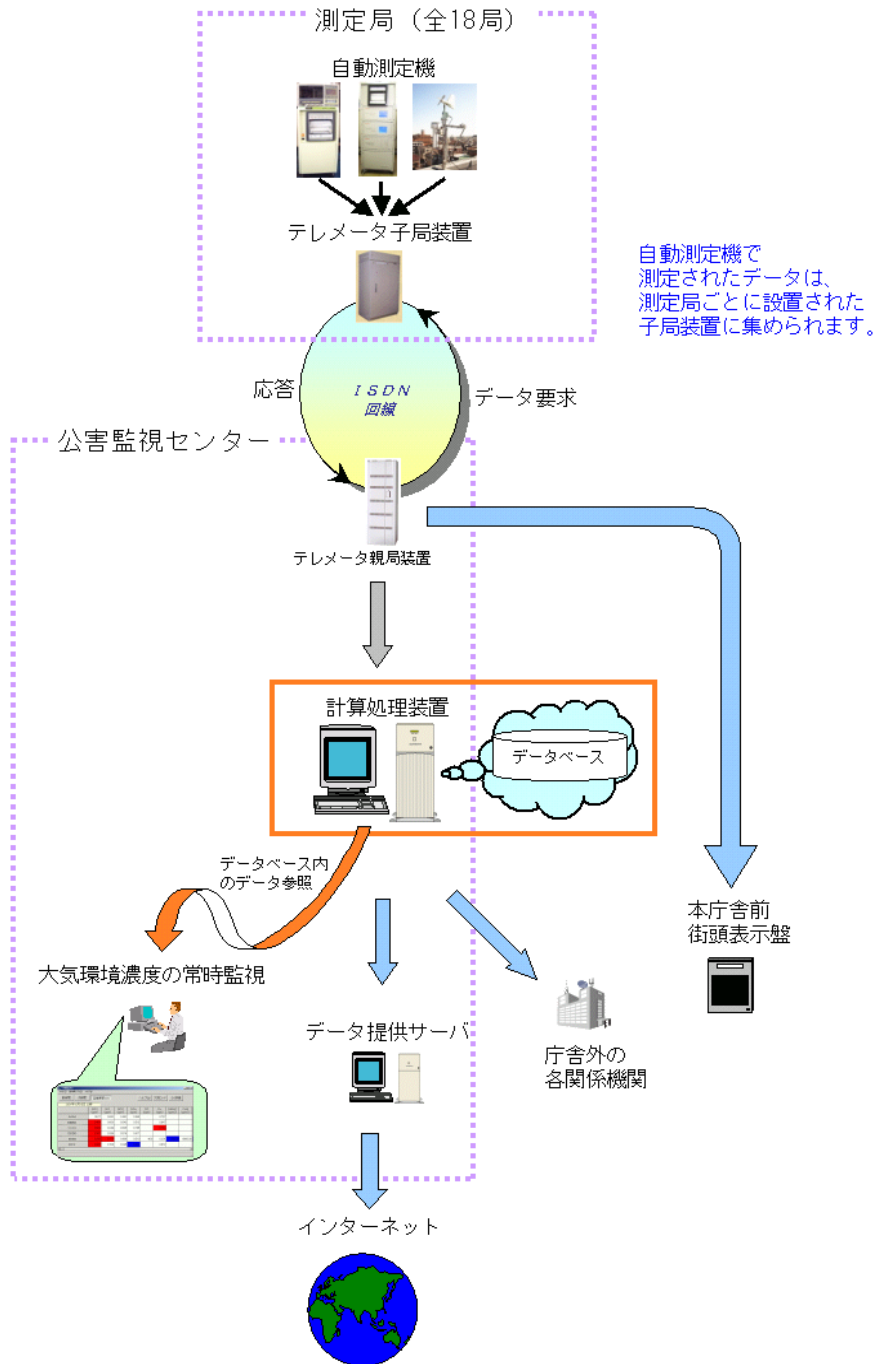 測定局（全18局）
自動測定機
テレメータ子局装置
自動測定機で
測定されたデータは、
測定局ごとに設置された
子局装置に集められます。
応答
ＩＳＤＮ
回線
データ要求
公害監視センター
テレメータ親局装置
計算処理装置
データベース
データベース内
のデータ参照
本庁舎前
街頭表示盤
大気環境濃度の常時監視
データ提供サーバ
庁舎外の
各関係機関
インターネット